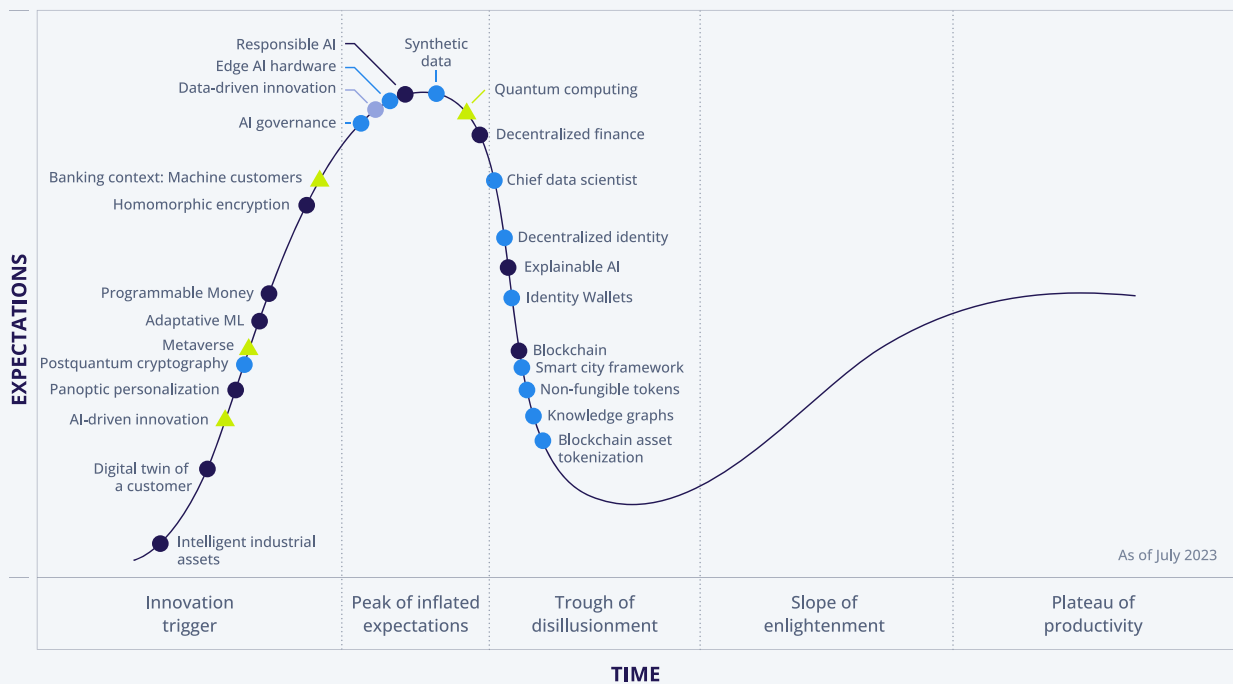 Responsible AI
Synthetic
data
Edge AI hardware
Data-driven innovation
Quantum computing
AI governance
Decentralized finance
Banking context: Machine customers
Chief data scientist
Homomorphic encryption
Decentralized identity
Explainable AI
Programmable Money
Identity Wallets
Adaptative ML
Metaverse
Blockchain
Postquantum cryptography
Smart city framework
Panoptic personalization
Non-fungible tokens
AI-driven innovation
Knowledge graphs
Blockchain asset
tokenization
Digital twin of
a customer
Intelligent industrial
assets
EXPECTATIONS
As of July 2023
Innovation
trigger
Peak of inflated
expectations
Trough of
disillusionment
Slope of
enlightenment
Plateau of
productivity
TIME